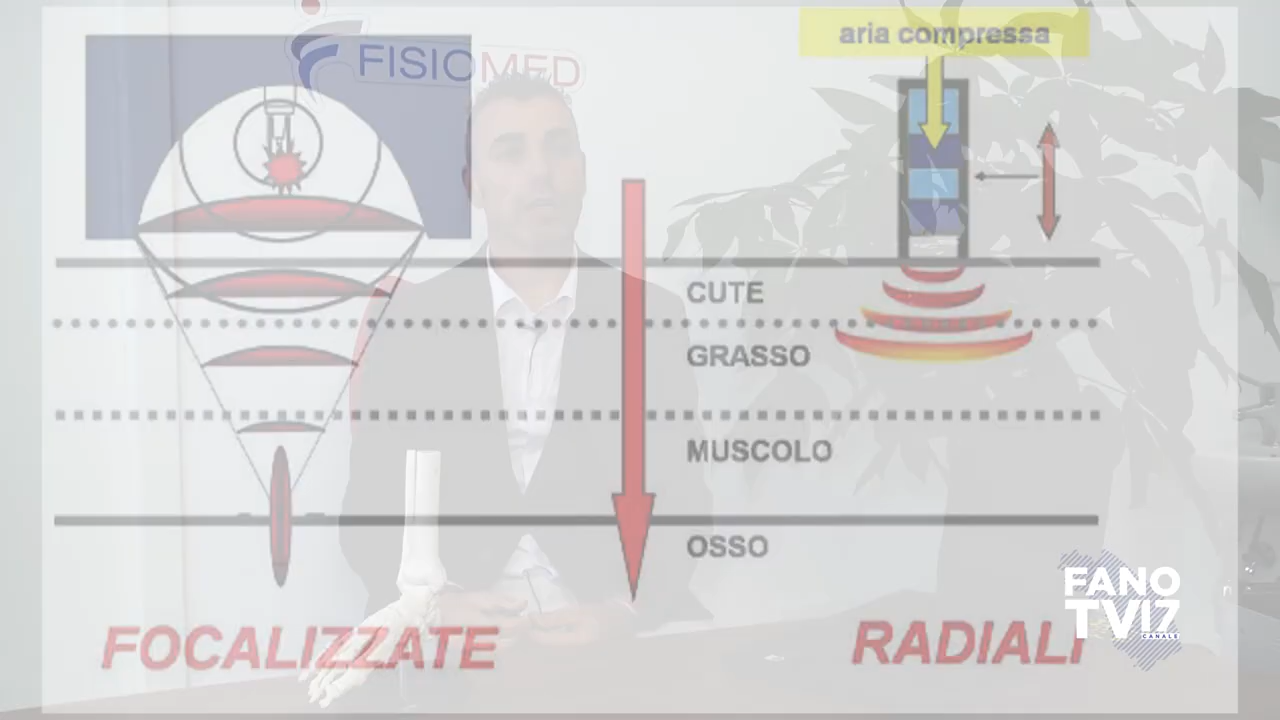 FISIOMED
aria compressa
CUTE
GRASSO
MUSCOLO
OSSO
FOCALIZZATE
RADIALI
FANO
TV17
CANALE